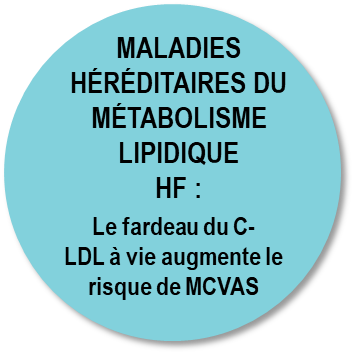 MALADIES
HÉRÉDITAIRES DU
MÉTABOLISME
LIPIDIQUE
HF :
Le fardeau du C-
LDL à vie augmente le
risque de MCVAS